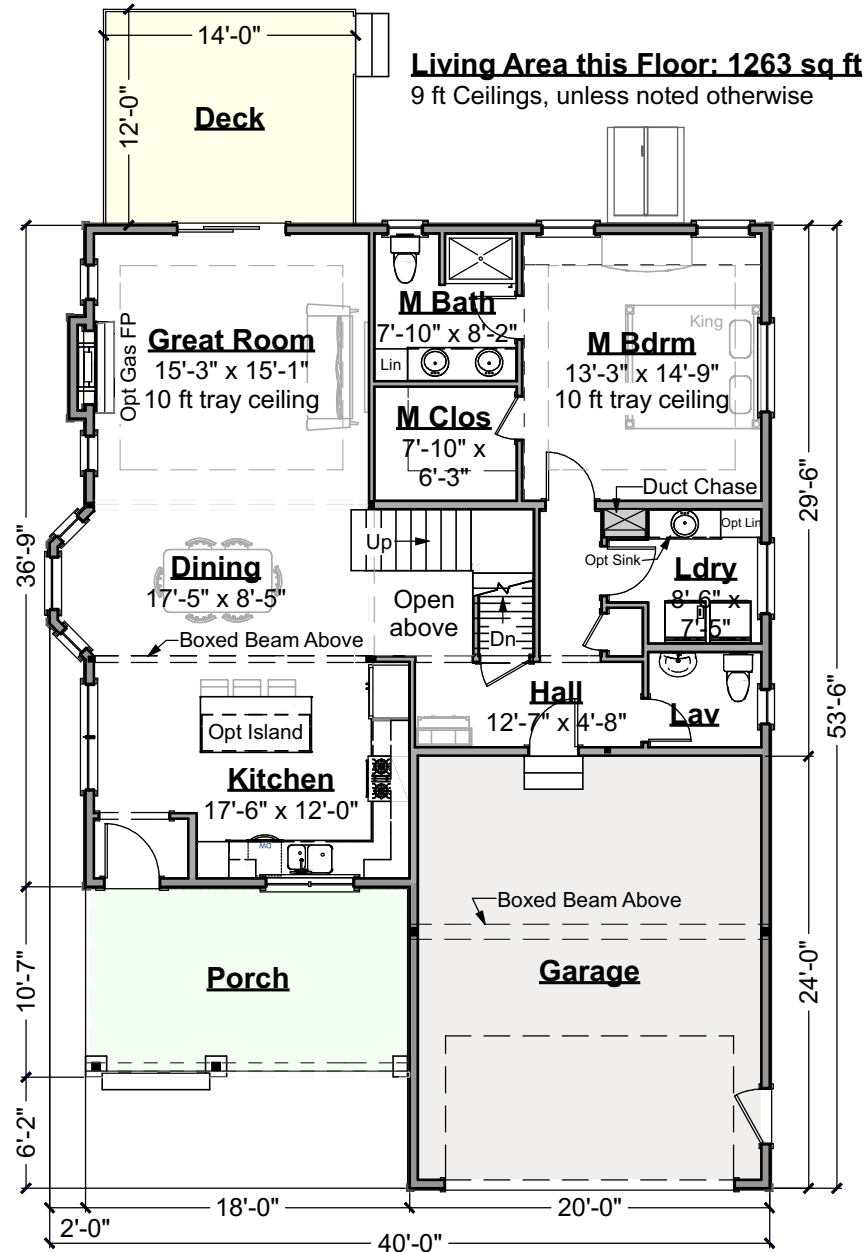 14'-0"
Living Area this Floor: 1263 sq ft
9 ft Ceilings, unless noted otherwise
12'-0"
Deck
M Bath
7'-10" x 8'-2"
King
Great Room
15'-3" x 15'-1"
10 ft tray ceiling
Opt Gas FP
Lin
M Bdrm
13'-3" x 14'-9"
10 ft tray ceiling
M Clos
7'-10" x
6'-3"
Duct Chase
29'-6"
Opt Lin
Up
Opt Sink
Ldry
8'-6" x
7'-5"
36'-9"
Dining
17'-5" x 8'-5"
Open
above
Dn
Boxed Beam Above
Hall
12'-7" x 4'-8"
Lav
53'-6"
Opt Island
Kitchen
17'-6" x 12'-0"
DW
Boxed Beam Above
Porch
Garage
10'-7"
24'-0"
6'-2"
18'-0"
20'-0"
2'-0"
40'-0"